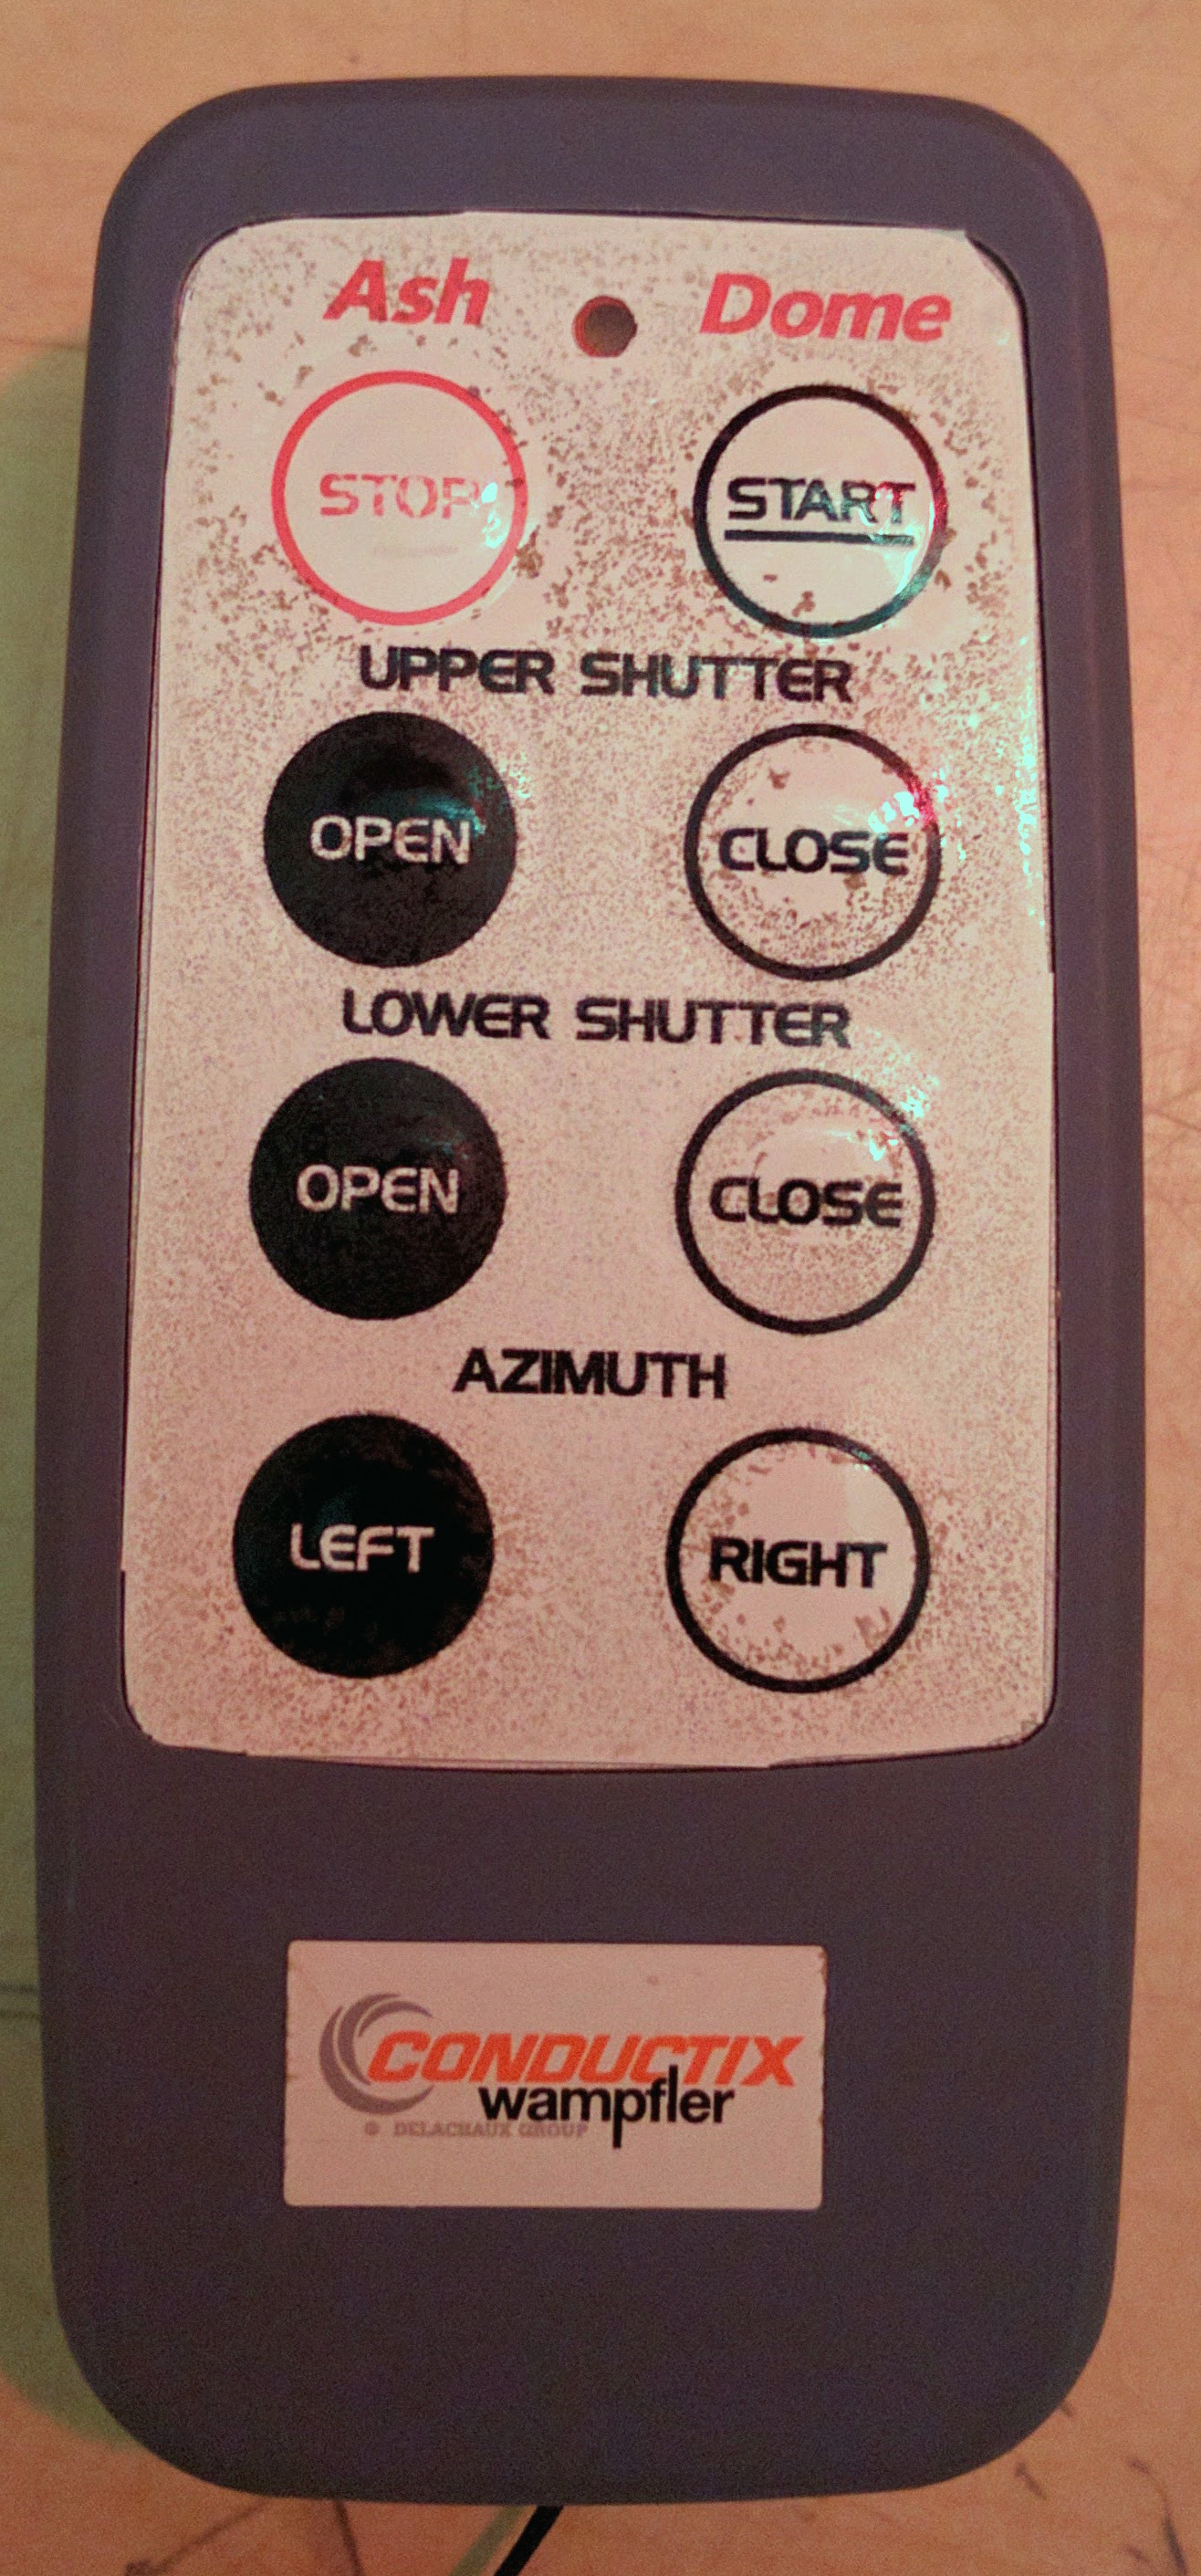 Ash Dome
STOP START
UPPER SHUTTER
OPEN CLOSE
LOWER SHUTTER
OPEN CLOSE
AZIMUTH
LEFT RIGHT
CONDUCTIX
wampfler
DELACHAUX GROUP